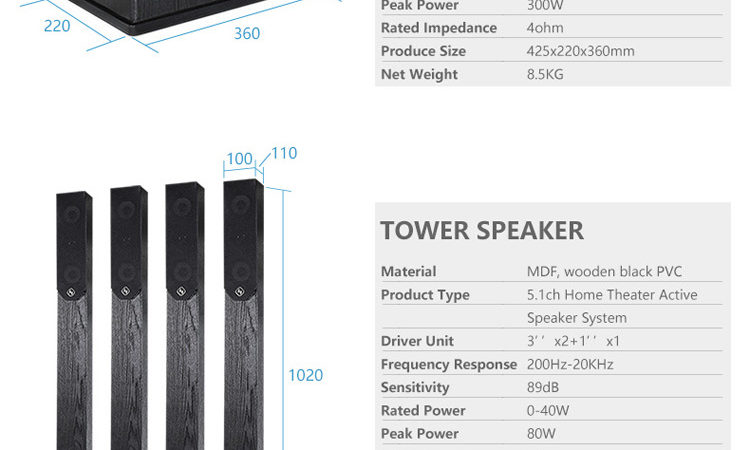 220
360
Peak Power 300W
Rated Impedance 4ohm
Produce Size 425x220x360mm
Net Weight 8.5KG
100
110
1020
TOWER SPEAKER
Material MDF, wooden black PVC
Product Type 5.1ch Home Theater Active
Speaker System
Driver Unit 3’ ’ x2+1’ ’ x1
Frequency Response 200Hz-20KHz
Sensitivity 89dB
Rated Power 0-40W
Peak Power 80W